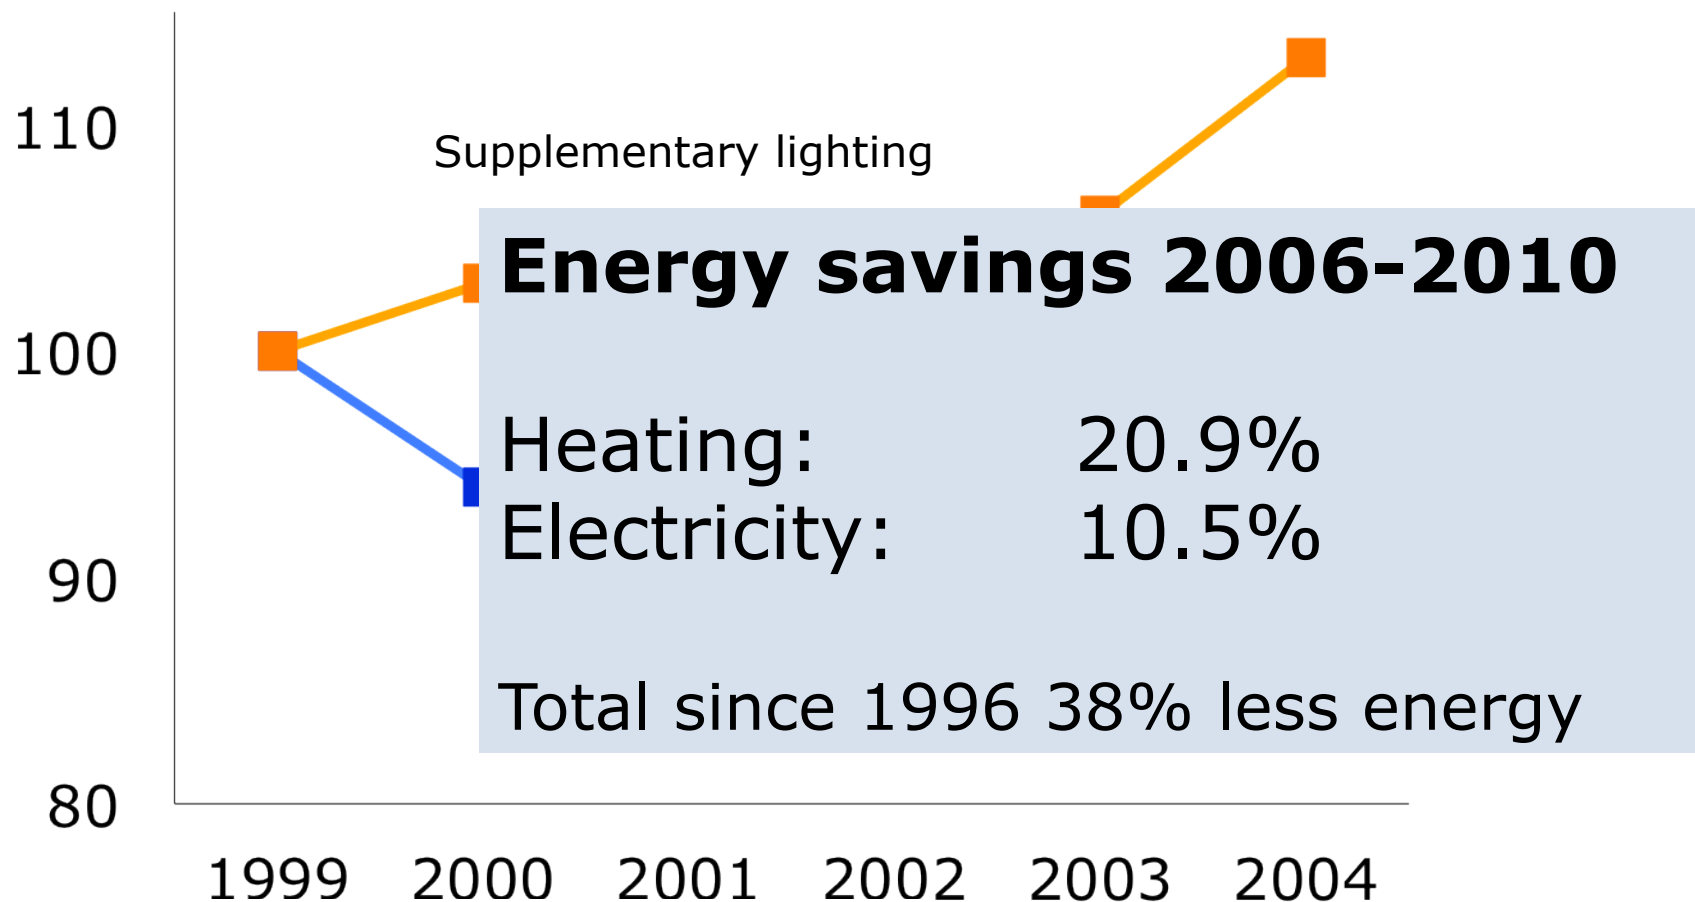 110
Supplementary lighting
Energy savings 2006-2010
100
Heating: 20.9%
Electricity: 10.5%
90
Total since 1996 38% less energy
80
1999 2000 2001 2002 2003 2004